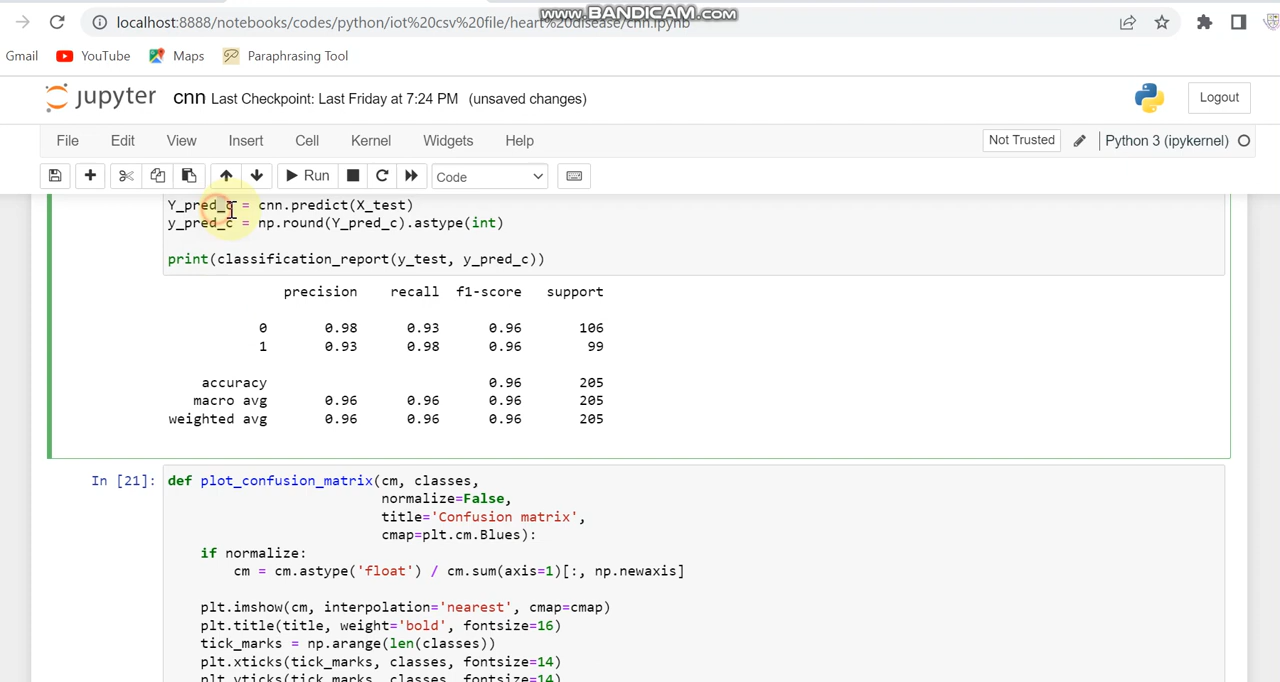 localhost:8888/notebooks/codes/python/iot%20csv%20file/heart%20disease/cnn.ipynb
www.BANDICAM.com
Gmail YouTube Maps Paraphrasing Tool
jupyter cnn Last Checkpoint: Last Friday at 7:24 PM (unsaved changes) Logout
File Edit View Insert Cell Kernel Widgets Help Not Trusted Python 3 (ipykernel)
Run Code
Y_pred_c = cnn.predict(X_test)
y_pred_c = np.round(Y_pred_c).astype(int)
print(classification_report(y_test, y_pred_c))
precision recall f1-score support
0 0.98 0.93 0.96 106
1 0.93 0.98 0.96 99
accuracy 0.96 205
macro avg 0.96 0.96 0.96 205
weighted avg 0.96 0.96 0.96 205
In [21]: def plot_confusion_matrix(cm, classes,
normalize=False,
title='Confusion matrix',
cmap=plt.cm.Blues):
if normalize:
cm = cm.astype('float') / cm.sum(axis=1)[:, np.newaxis]
plt.imshow(cm, interpolation='nearest', cmap=cmap)
plt.title(title, weight='bold', fontsize=16)
tick_marks = np.arange(len(classes))
plt.xticks(tick_marks, classes, fontsize=14)
plt.yticks(tick_marks, classes, fontsize=14)